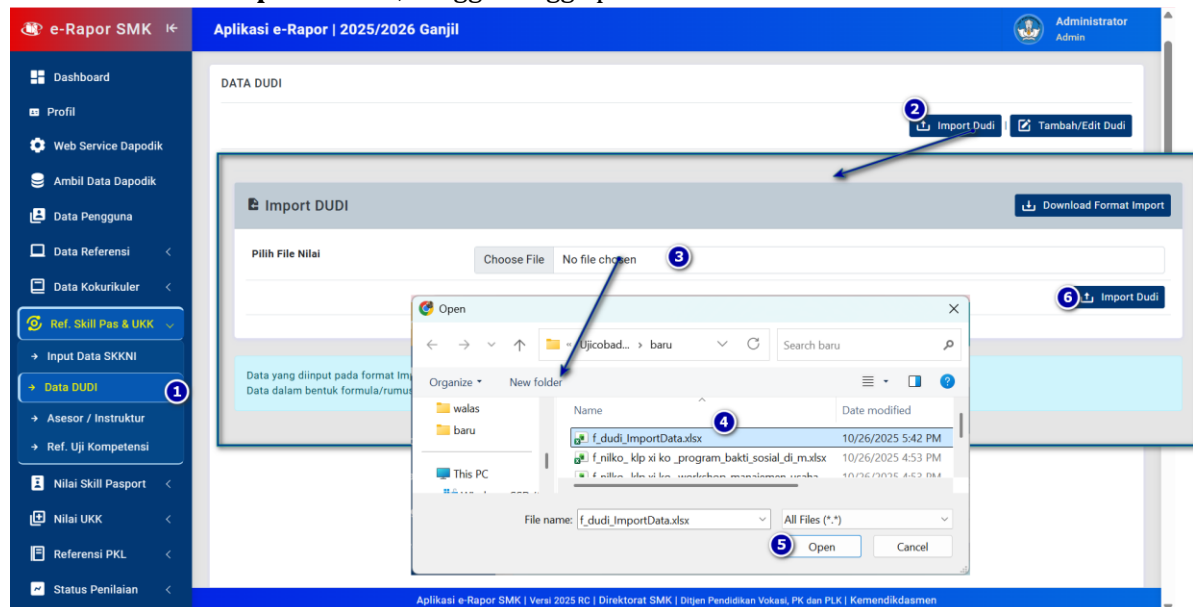 e-Rapor SMK
Aplikasi e-Rapor | 2025/2026 Ganjil
Administrator
Admin
Dashboard
Profil
Web Service Dapodik
Ambil Data Dapodik
Data Pengguna
Data Referensi
Data Kokurikuler
Ref. Skill Pas & UKK
Input Data SKKNI
Data DUDI
1
Asesor / Instruktur
Ref. Uji Kompetensi
Nilai Skill Pasport
Nilai UKK
Referensi PKL
Status Penilaian
DATA DUDI
2
Import Dudi | Tambah/Edit Dudi
Import DUDI
Download Format Import
Pilih File Nilai
Choose File No file chosen
3
6
Import Dudi
Data yang diinput pada format
Data dalam bentuk
Open
« Ujicobad... › baru
Search baru
Organize
New folder
walas
baru
This PC
Name
Date modified
4
f_dudi_ImportData.xlsx 10/26/2025 5:42 PM
f_nilko_ klp xi ko _program_bakti_sosial_di_m.xlsx 10/26/2025 4:53 PM
File name: f_dudi_ImportData.xlsx
All Files (*.*)
5
Open
Cancel
Aplikasi e-Rapor SMK | Versi 2025 RC | Direktorat SMK | Ditjen Pendidikan Vokasi, PK dan PLK | Kemendikdasmen